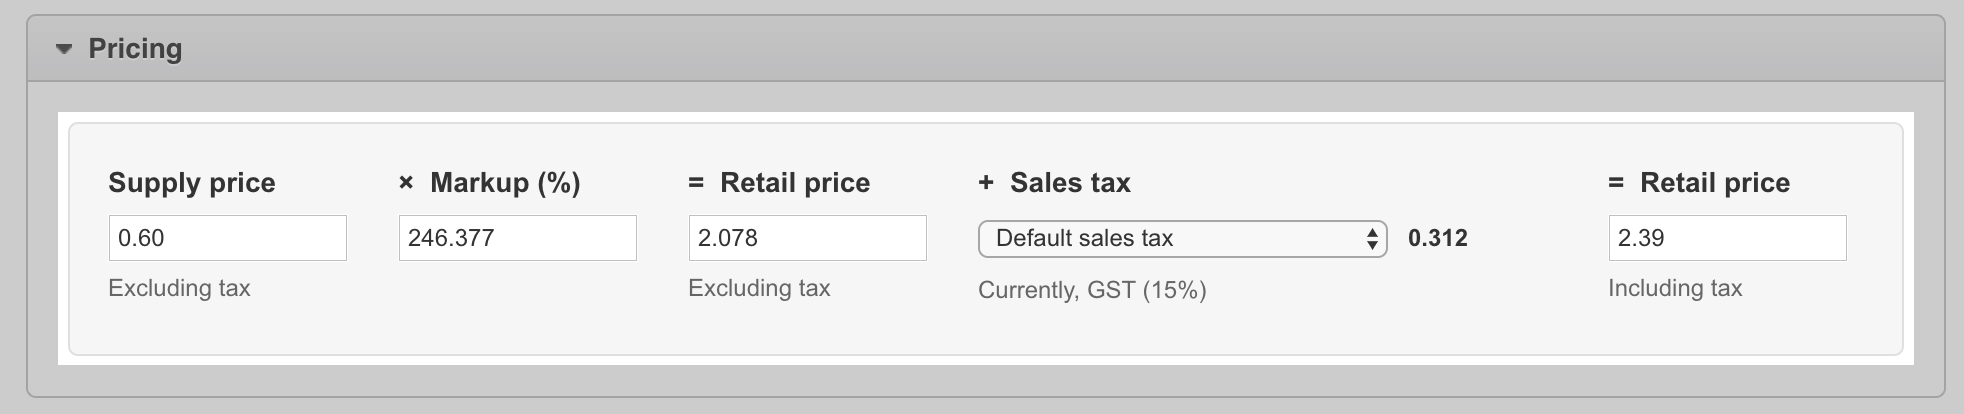 Pricing
Supply price × Markup (%) = Retail price + Sales tax = Retail price
0.60 246.377 2.078 Default sales tax 0.312 2.39
Excluding tax Excluding tax Currently, GST (15%) Including tax